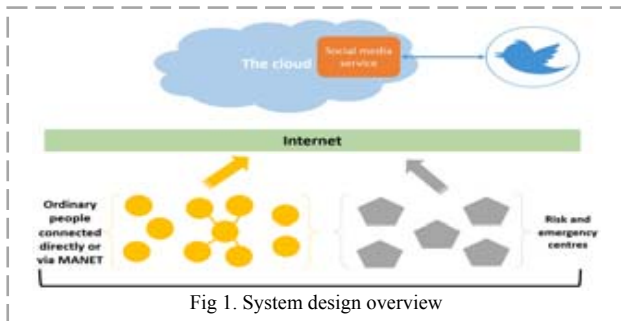 Social media
service
The cloud
Internet
Ordinary
people
connected
directly or
via MANET
Risk and
emergency
centres
Fig 1. System design overview